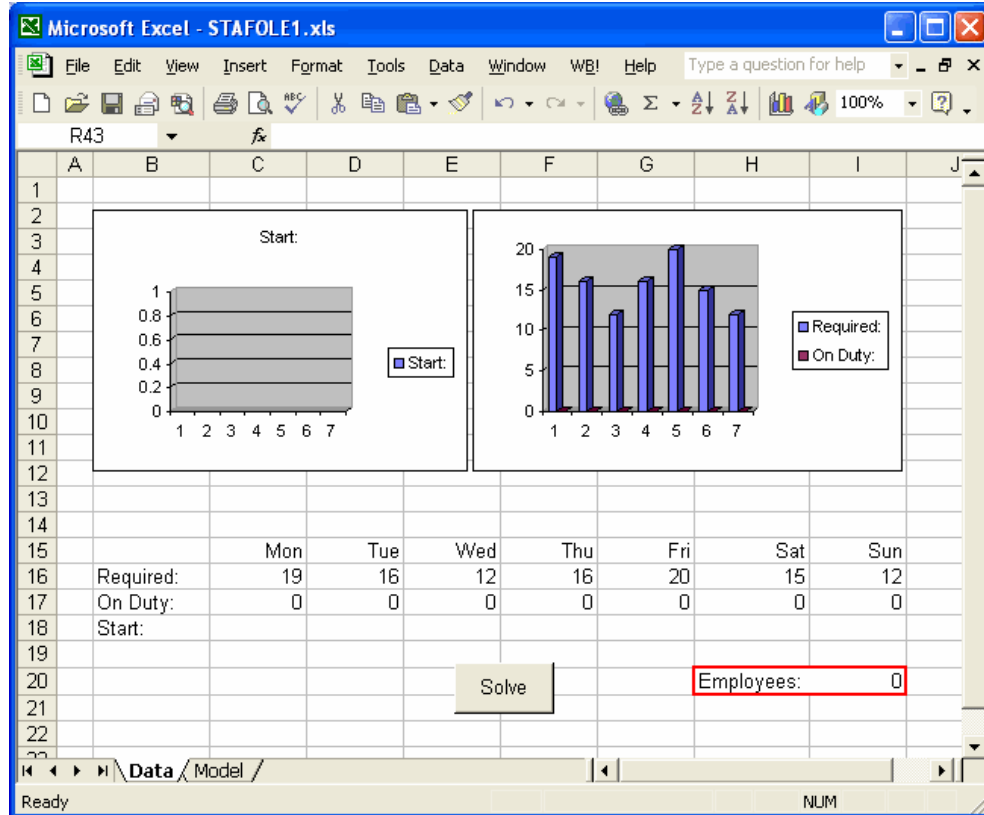 Microsoft Excel - STAFOLE1.xls
File Edit View Insert Format Tools Data Window WB! Help Type a question for help
ABC 100%
R43 fx
A B C D E F G H I J
1
2
3
4
5
6
7
8
9
10
11
12
13
14
15
16
17
18
19
20
21
22
23
Start:
1
0.8
0.6
0.4
0.2
0
1 2 3 4 5 6 7
Start:
20
15
10
5
0
1 2 3 4 5 6 7
Required:
On Duty:
Mon Tue Wed Thu Fri Sat Sun
Required: 19 16 12 16 20 15 12
On Duty: 0 0 0 0 0 0 0
Start:
Solve
Employees: 0
Data Model
Ready NUM